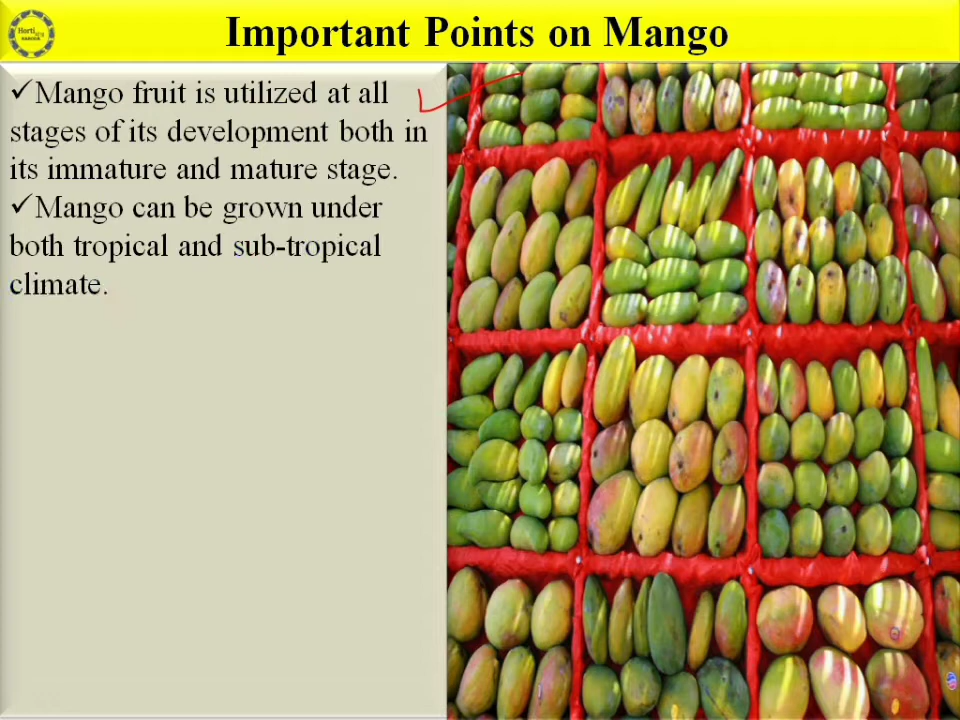 Horti
Important Points on Mango
✓Mango fruit is utilized at all
stages of its development both in
its immature and mature stage.
✓Mango can be grown under
both tropical and sub-tropical
climate.